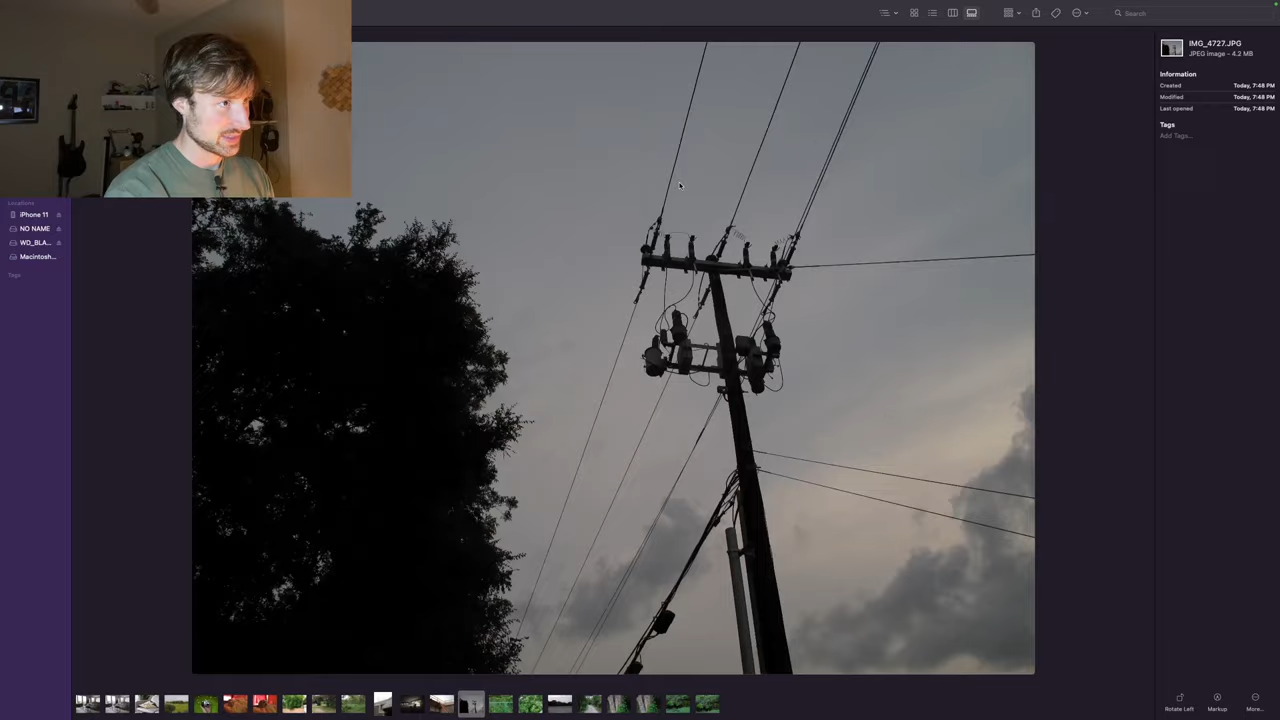 Search
IMG_4727.JPG
JPEG image – 4.2 MB
Information
Created Today, 7:48 PM
Modified Today, 7:48 PM
Last opened Today, 7:48 PM
Tags
Add Tags...
Locations
iPhone 11
NO NAME
WD_BLA...
Macintosh...
Tags
Rotate Left
Markup
More...